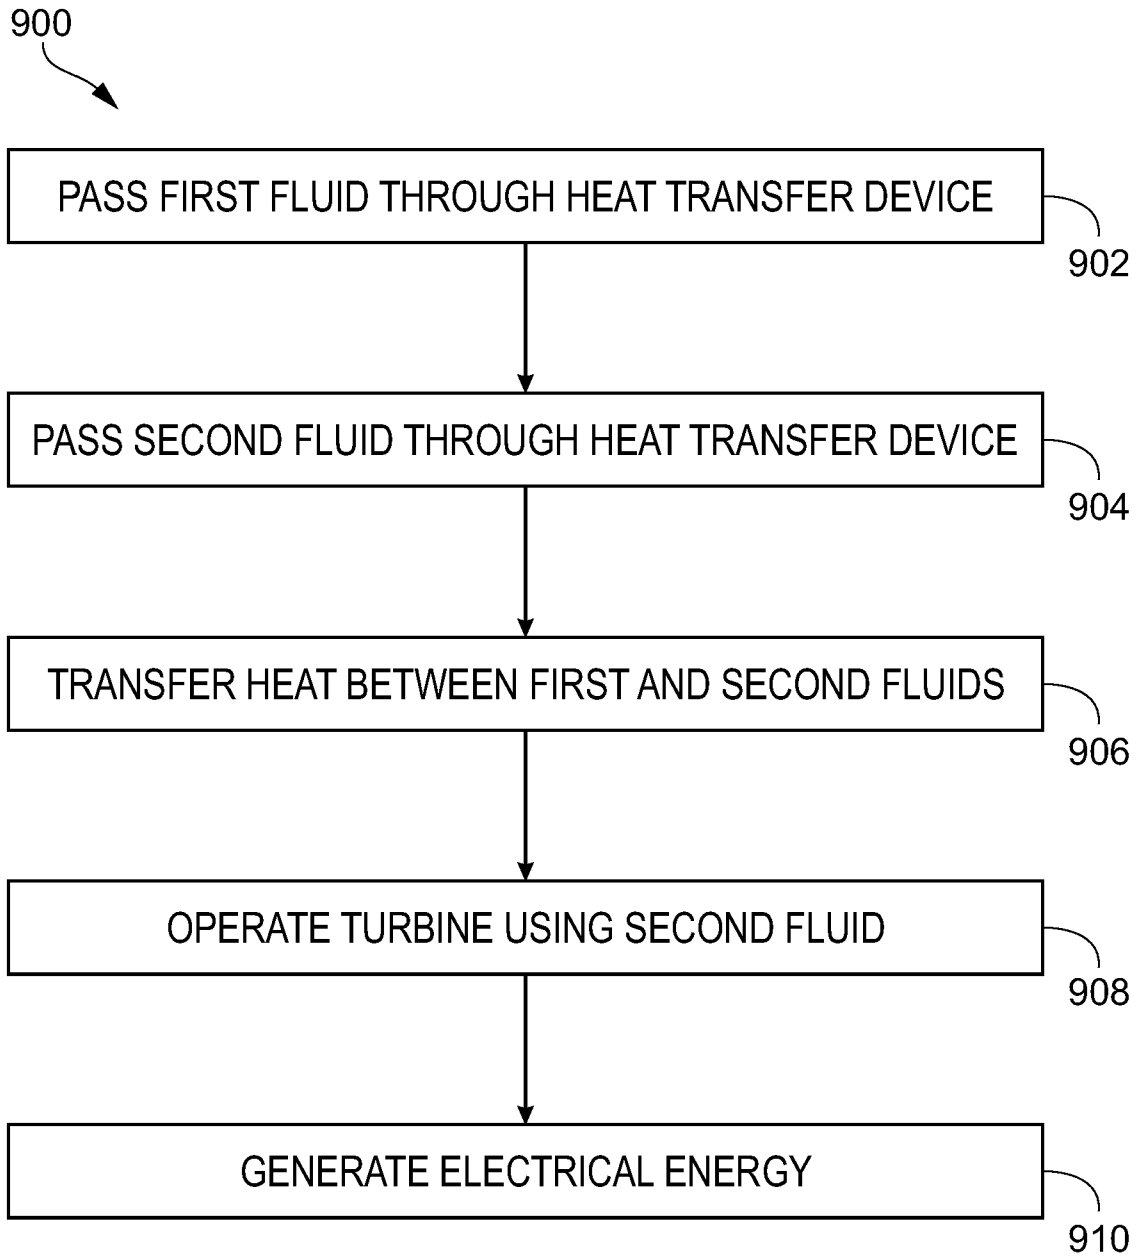 900
PASS FIRST FLUID THROUGH HEAT TRANSFER DEVICE
902
PASS SECOND FLUID THROUGH HEAT TRANSFER DEVICE
904
TRANSFER HEAT BETWEEN FIRST AND SECOND FLUIDS
906
OPERATE TURBINE USING SECOND FLUID
908
GENERATE ELECTRICAL ENERGY
910